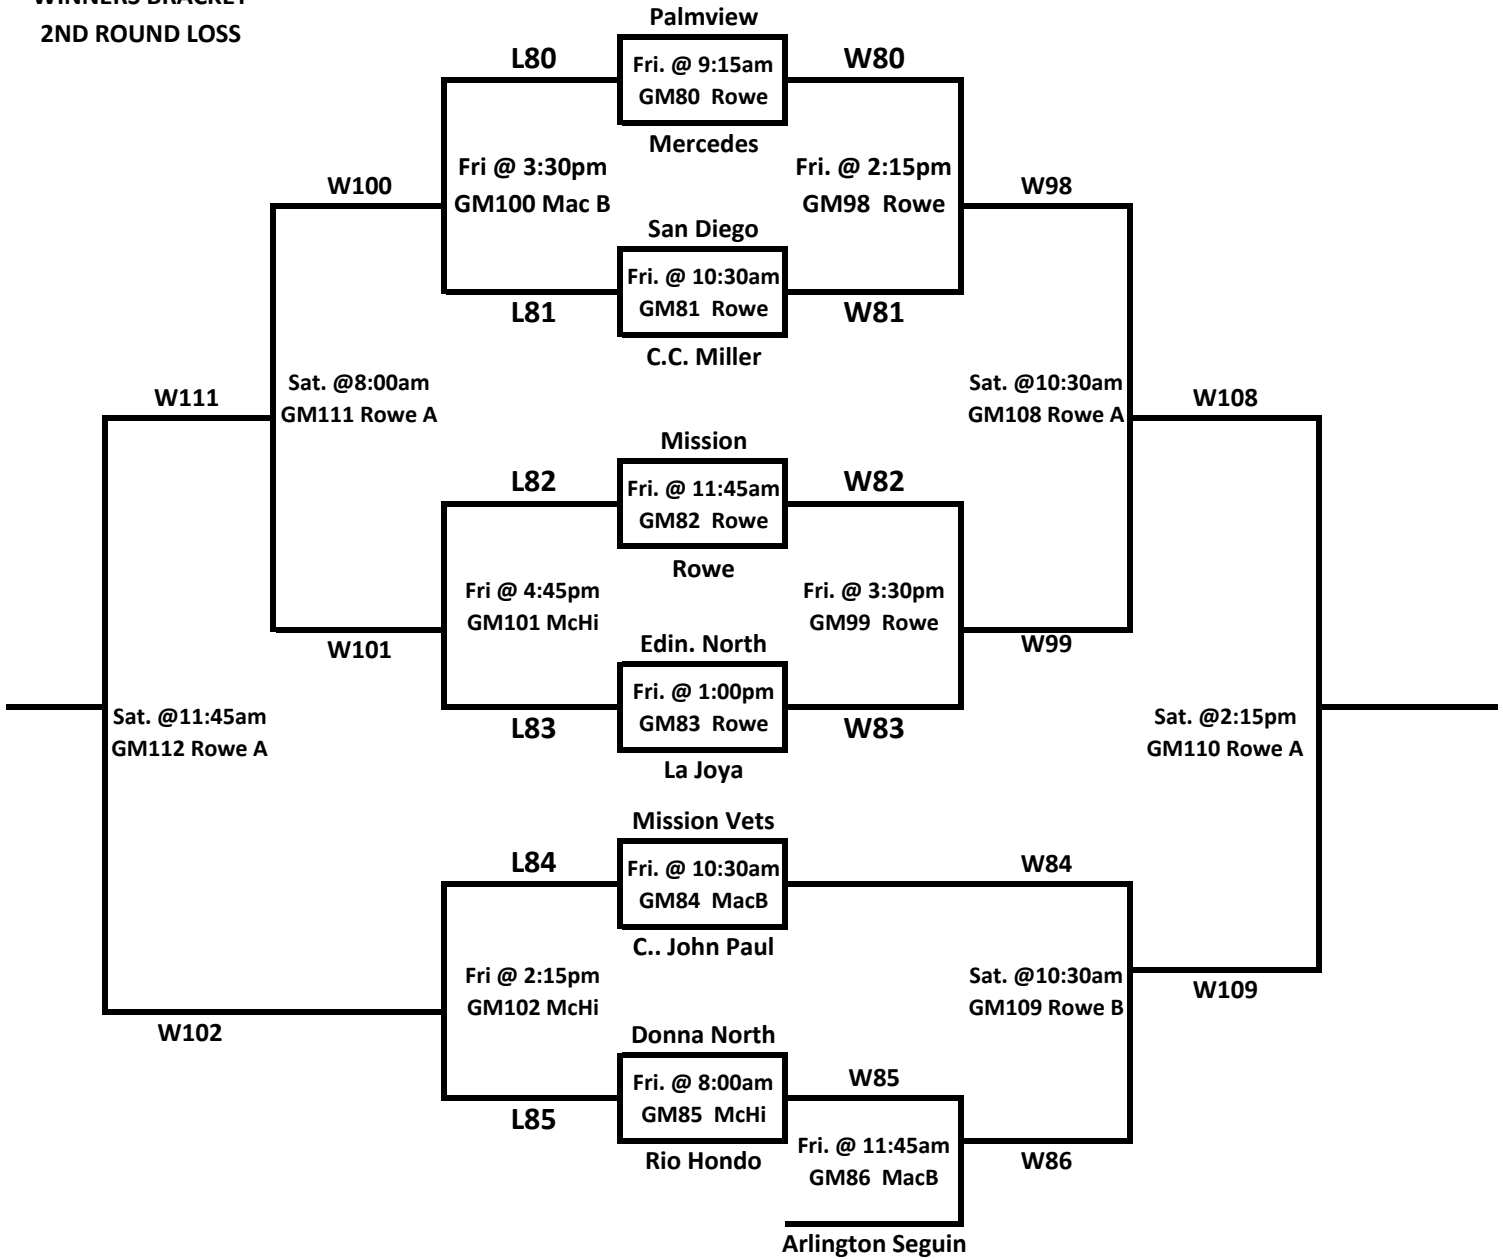 WINNERS BRACKET
2ND ROUND LOSS
Palmview
L80
Fri. @ 9:15am
GM80 Rowe
W80
Mercedes
Fri @ 3:30pm
GM100 Mac B
Fri. @ 2:15pm
GM98 Rowe
W100
W98
San Diego
Fri. @ 10:30am
GM81 Rowe
L81
W81
C.C. Miller
Sat. @8:00am
GM111 Rowe A
Sat. @10:30am
GM108 Rowe A
W111
W108
Mission
L82
Fri. @ 11:45am
GM82 Rowe
W82
Rowe
Fri @ 4:45pm
GM101 McHi
Fri. @ 3:30pm
GM99 Rowe
W101
W99
Edin. North
Fri. @ 1:00pm
GM83 Rowe
L83
W83
La Joya
Sat. @11:45am
GM112 Rowe A
Sat. @2:15pm
GM110 Rowe A
Mission Vets
L84
Fri. @ 10:30am
GM84 MacB
W84
C.. John Paul
Fri @ 2:15pm
GM102 McHi
Sat. @10:30am
GM109 Rowe B
W109
W102
Donna North
Fri. @ 8:00am
GM85 McHi
W85
L85
Rio Hondo
Fri. @ 11:45am
GM86 MacB
W86
Arlington Seguin